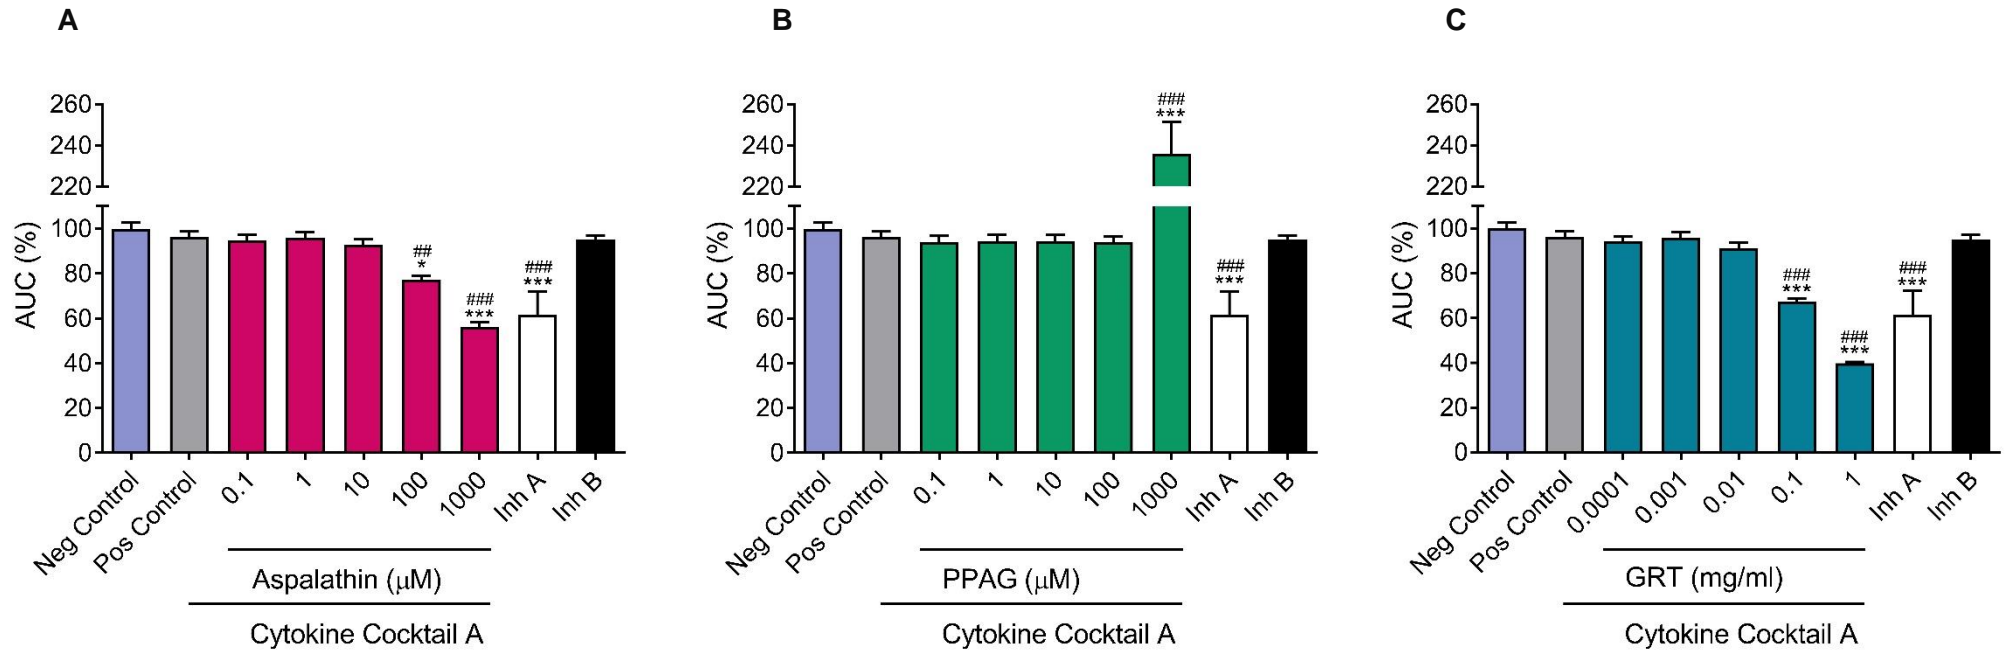 A
260
240
220
100
80
60
40
20
0
AUC (%)
##
*
###
***
###
***
Neg Control
Pos Control
0.1
1
10
100
1000
Inh A
Inh B
Aspalathin (μM)
Cytokine Cocktail A
B
260
240
220
100
80
60
40
20
0
AUC (%)
###
***
###
***
Neg Control
Pos Control
0.1
1
10
100
1000
Inh A
Inh B
PPAG (μM)
Cytokine Cocktail A
C
260
240
220
100
80
60
40
20
0
AUC (%)
###
***
###
***
###
***
Neg Control
Pos Control
0.0001
0.001
0.01
0.1
1
Inh A
Inh B
GRT (mg/ml)
Cytokine Cocktail A